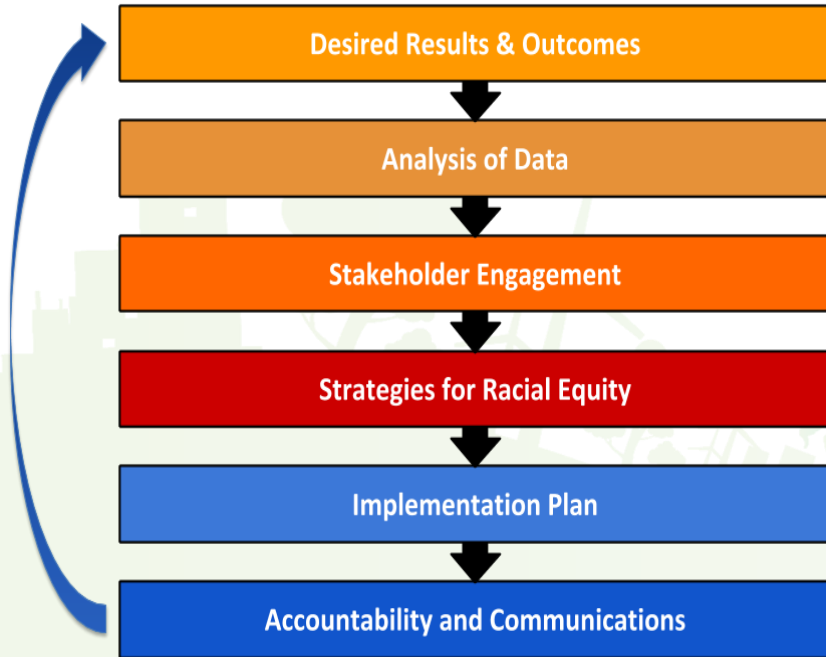 Desired Results & Outcomes
Analysis of Data
Stakeholder Engagement
Strategies for Racial Equity
Implementation Plan
Accountability and Communications